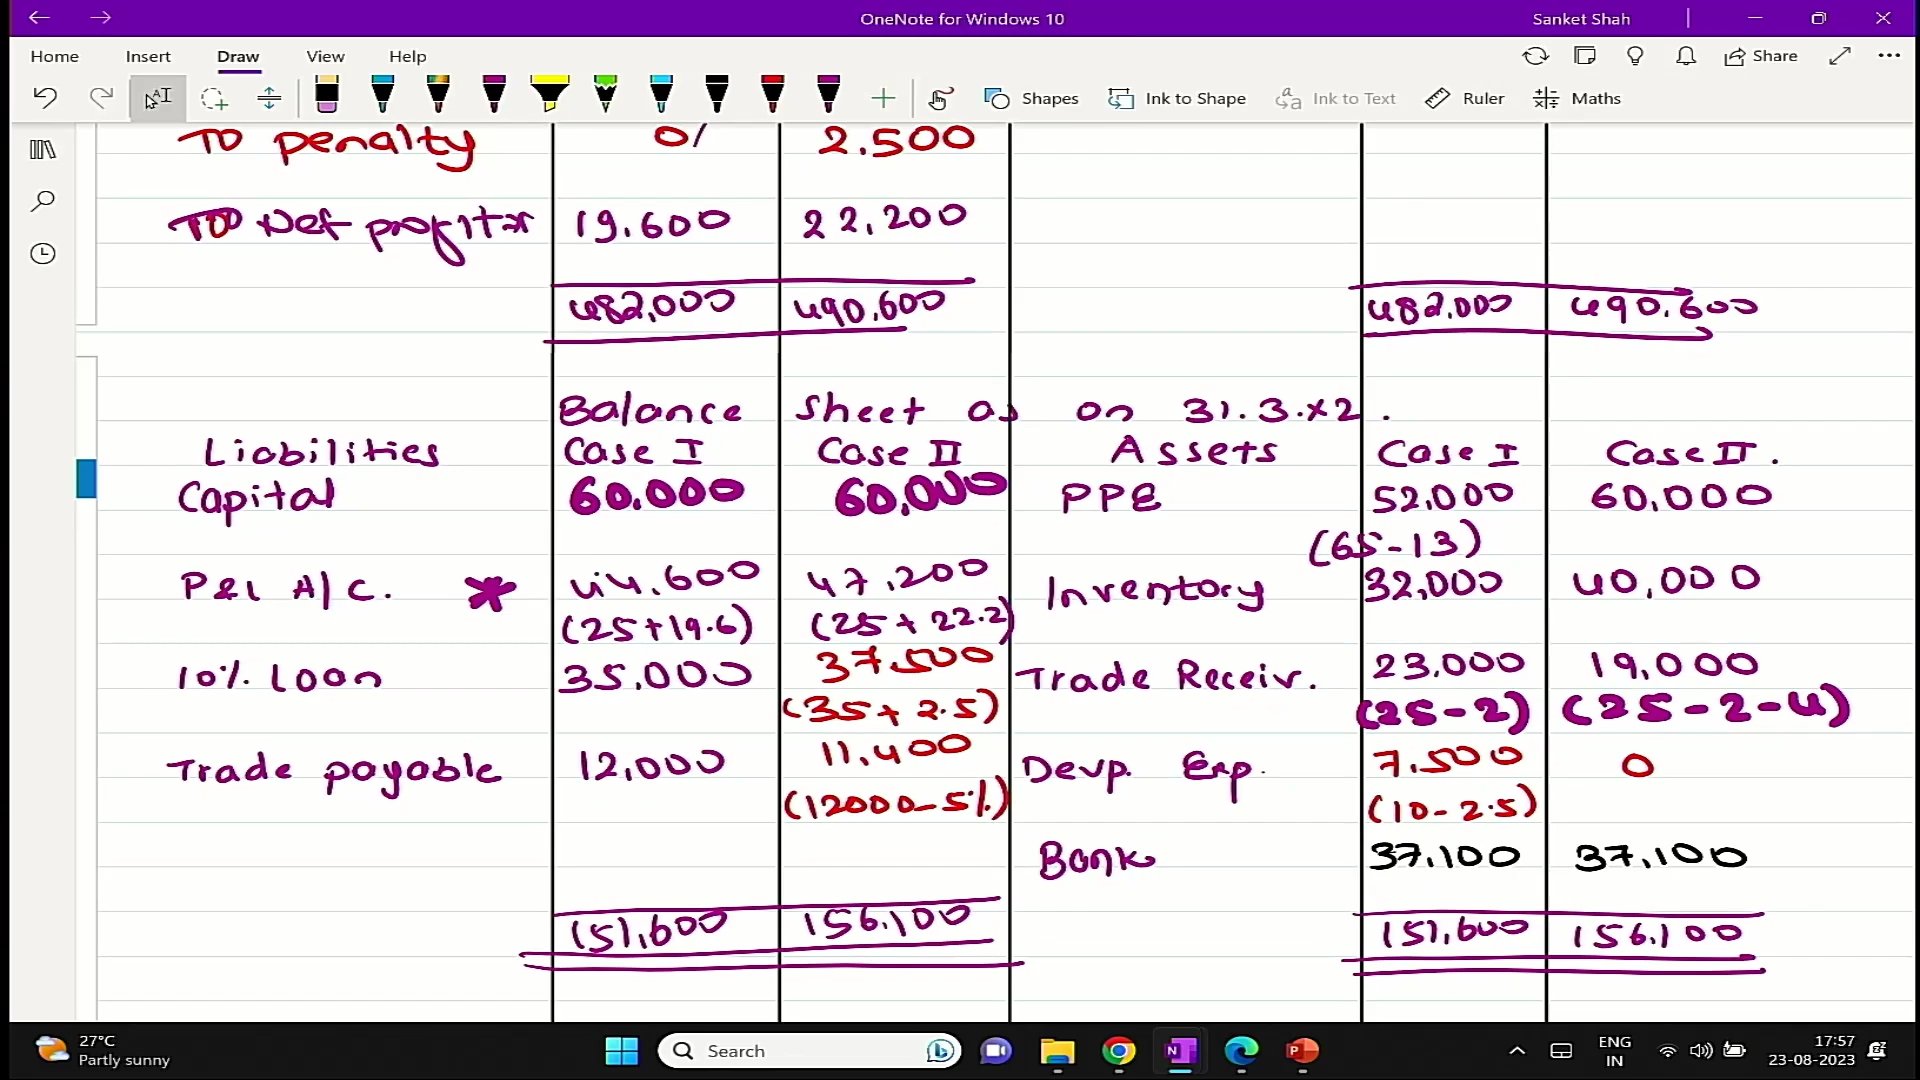 OneNote for Windows 10
Sanket Shah
Home Insert Draw View Help
Share
Shapes Ink to Shape Ink to Text Ruler Maths
To penalty 0/ 2.500
To Net profit 19.600 22,200
482,000 490.600 482.000 490.600
Balance Sheet as on 31.3.x2.
Liabilities Case I Case II Assets Case I Case II.
Capital 60.000 60,000 PPE 52.000 60,000
(65-13)
P&L A/C. * 44.600 47.200 Inventory 32,000 40,000
(25+19.6) (25+22.2)
10% Loan 35.000 37.500 Trade Receiv. 23.000 19,000
(35+2.5) (25-2) (25-2-4)
Trade payable 12,000 11.400 Devp. Exp. 7.500 0
(12000-5%) (10-2.5)
Bank 37.100 37,100
151,600 156,100 151,600 156,100
27°C
Partly sunny
Search
ENG
IN
17:57
23-08-2023